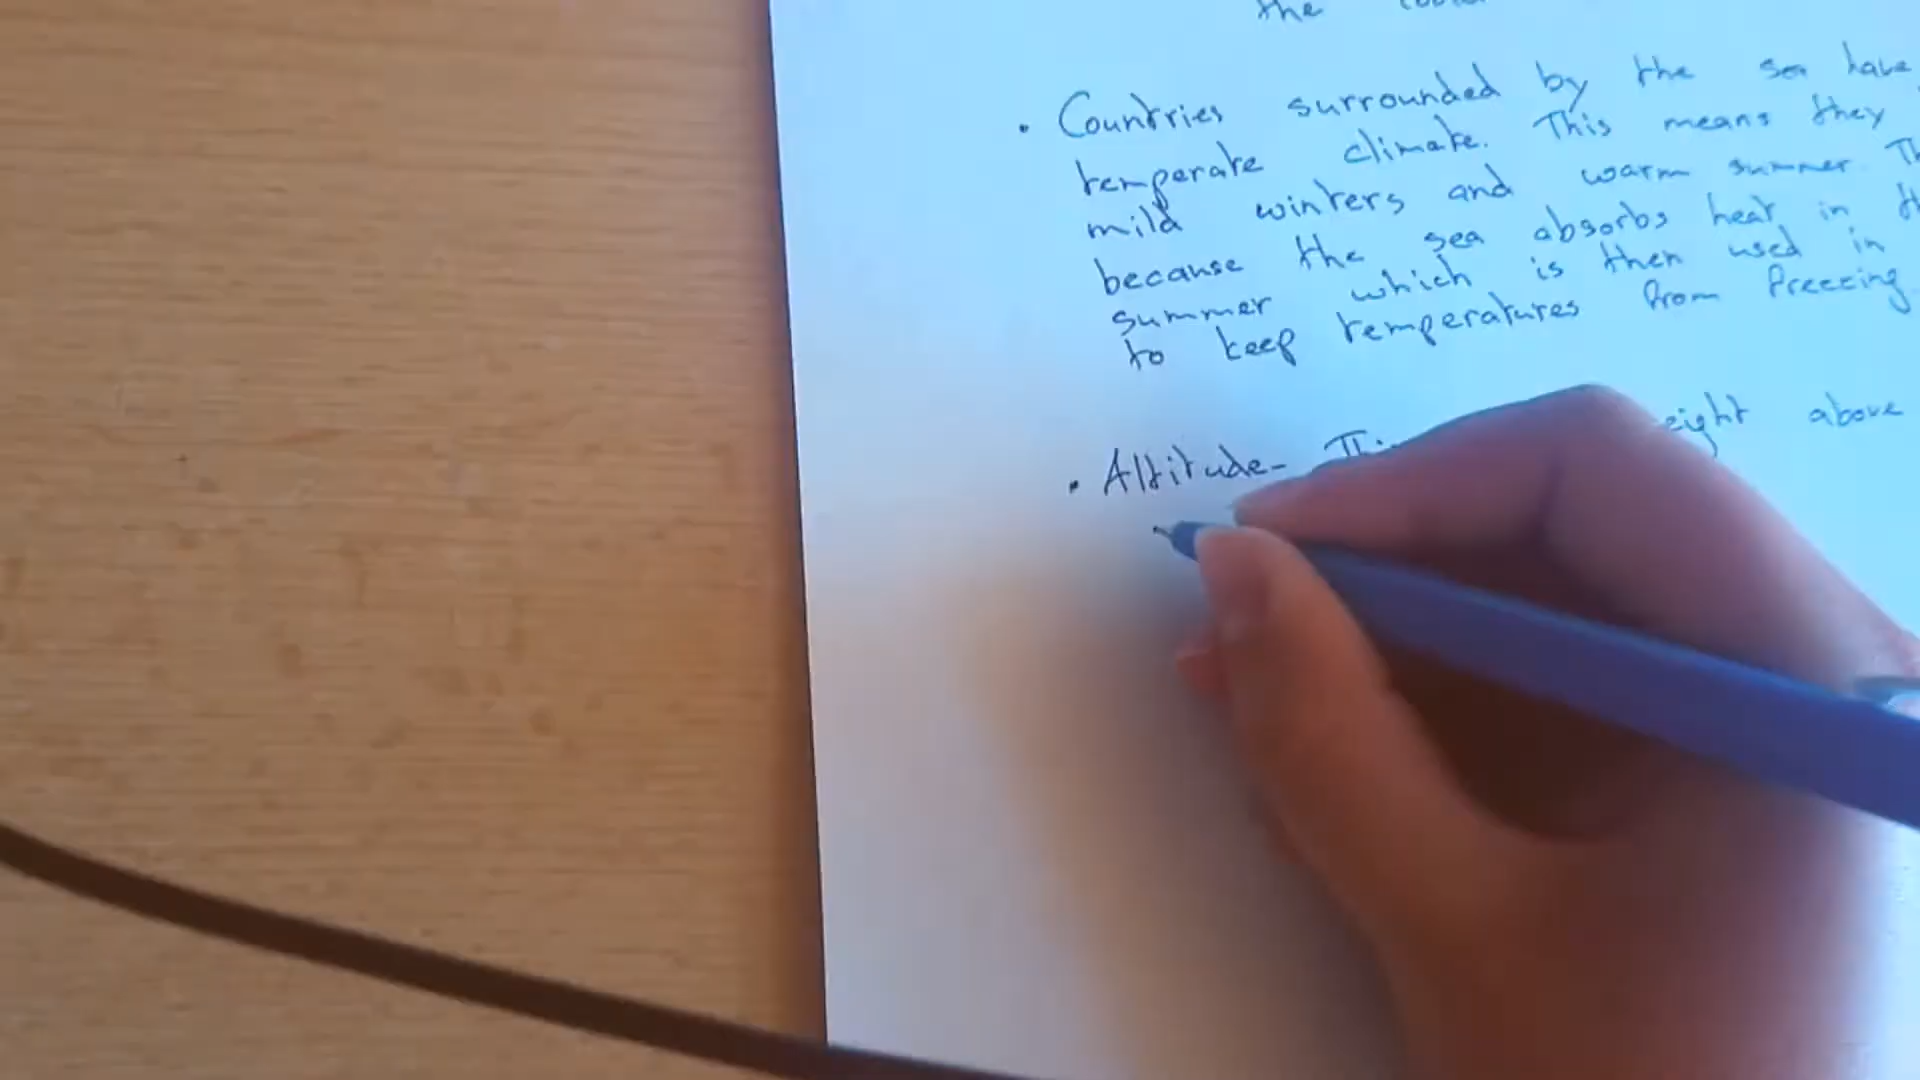 the
• Countries surrounded by the sea have
temperate climate. This means they
mild winters and warm summer. Th
because the sea absorbs heat in th
summer which is then used in
to keep temperatures from freezing.
• Altitude- Thi eight above